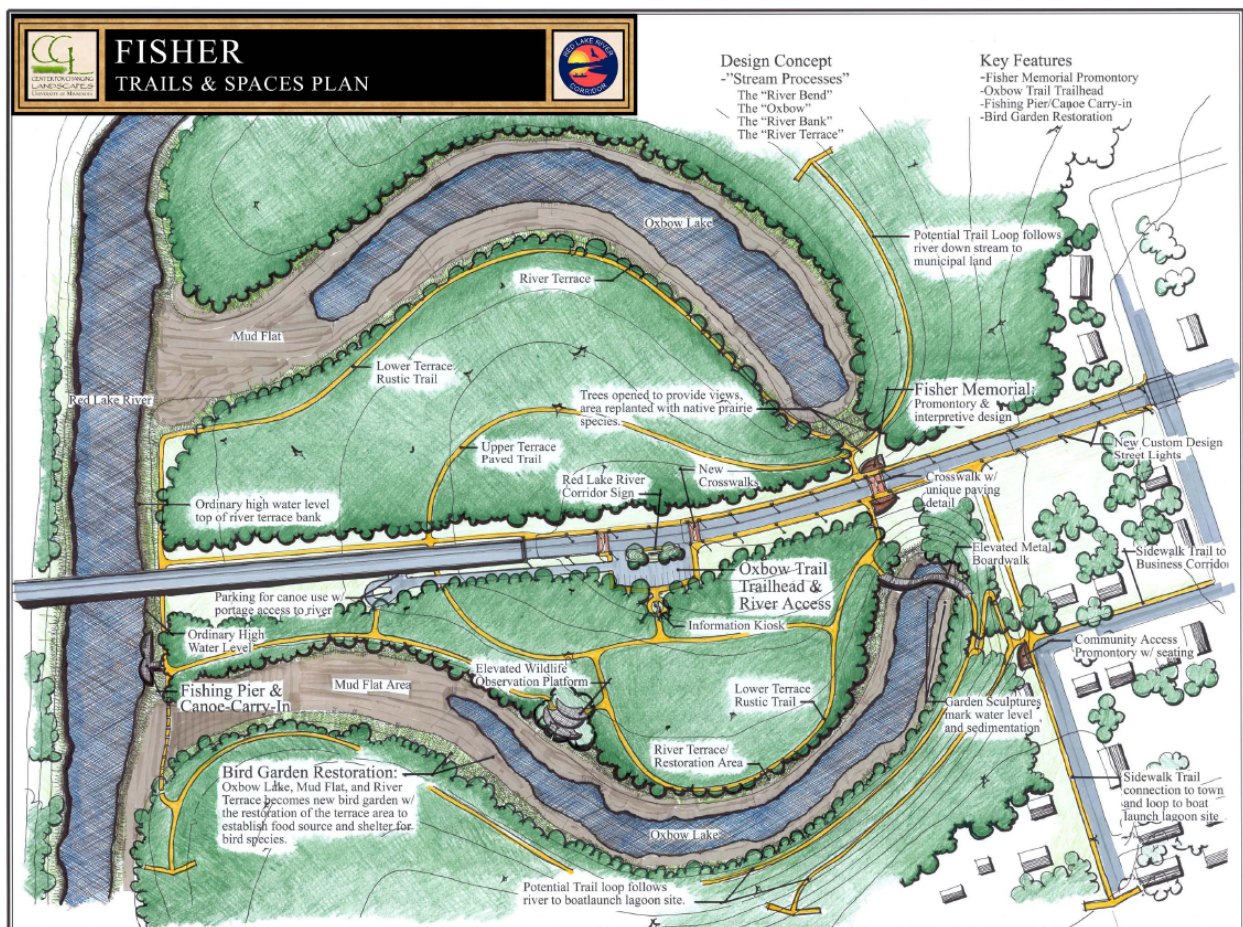 CGL
CENTER FOR CHANGING
LANDSCAPES
UNIVERSITY OF MINNESOTA
FISHER
TRAILS & SPACES PLAN
RED LAKE RIVER
CORRIDOR
Design Concept
-"Stream Processes"
The "River Bend"
The "Oxbow"
The "River Bank"
The "River Terrace"
Key Features
-Fisher Memorial Promontory
-Oxbow Trail Trailhead
-Fishing Pier/Canoe Carry-in
-Bird Garden Restoration
Oxbow Lake
Potential Trail Loop follows
river down stream to
municipal land
River Terrace
Mud Flat
Lower Terrace
Rustic Trail
Red Lake River
Trees opened to provide views,
area replanted with native prairie
species.
Fisher Memorial:
Promontory &
interpretive design
Upper Terrace
Paved Trail
New Custom Design
Street Lights
Red Lake River
Corridor Sign
New
Crosswalks
Crosswalk w/
unique paving
detail
Ordinary high water level
top of river terrace bank
Elevated Metal
Boardwalk
Sidewalk Trail to
Business Corrido
Oxbow Trail
Trailhead &
River Access
Parking for canoe use w/
portage access to river
Information Kiosk
Ordinary High
Water Level
Community Access
Promontory w/ seating
Elevated Wildlife
Observation Platform
Mud Flat Area
Fishing Pier &
Canoe-Carry-In
Lower Terrace
Rustic Trail
Garden Sculptures
mark water level
and sedimentation
River Terrace/
Restoration Area
Bird Garden Restoration:
Oxbow Lake, Mud Flat, and River
Terrace becomes new bird garden w/
the restoration of the terrace area to
establish food source and shelter for
bird species.
Sidewalk Trail
connection to town
and loop to boat
launch lagoon site
Oxbow Lake
Potential Trail loop follows
river to boatlaunch lagoon site.